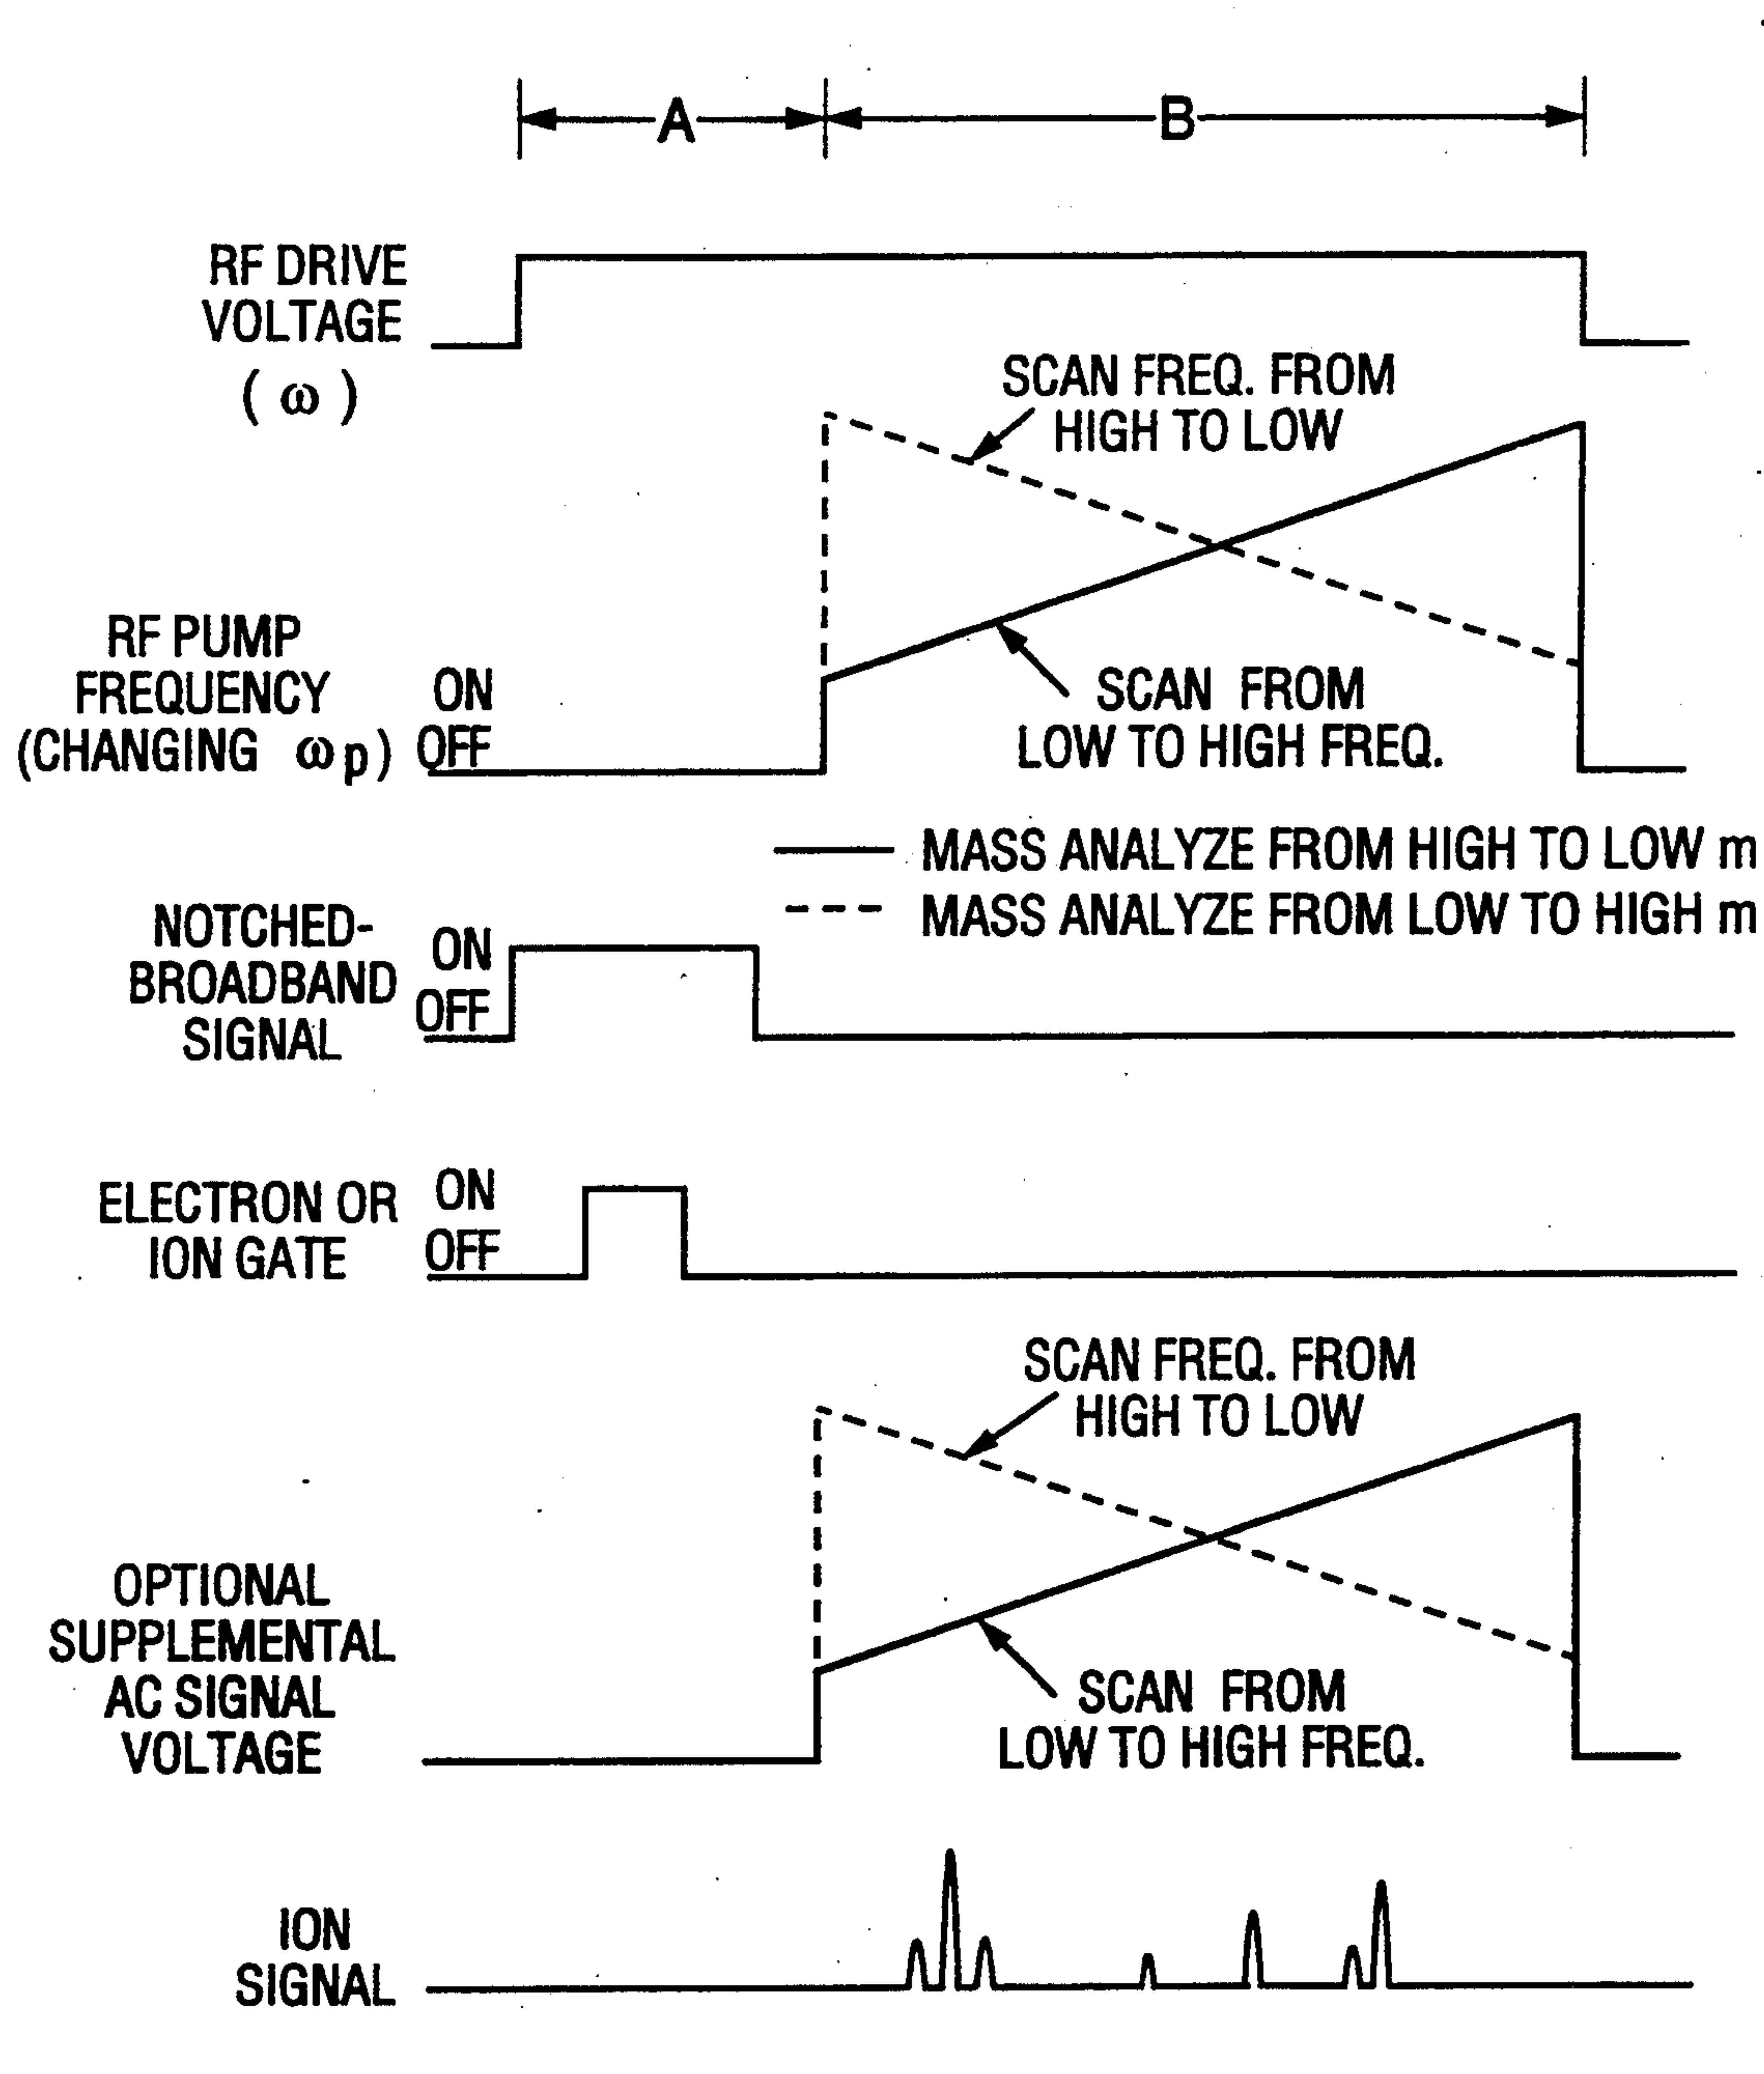 A
B
RF DRIVE
VOLTAGE
( ω )
SCAN FREQ. FROM
HIGH TO LOW
RF PUMP
FREQUENCY
(CHANGING ωp)
ON
OFF
SCAN FROM
LOW TO HIGH FREQ.
MASS ANALYZE FROM HIGH TO LOW m
MASS ANALYZE FROM LOW TO HIGH m
NOTCHED-
BROADBAND
SIGNAL
ON
OFF
ELECTRON OR
ION GATE
ON
OFF
SCAN FREQ. FROM
HIGH TO LOW
OPTIONAL
SUPPLEMENTAL
AC SIGNAL
VOLTAGE
SCAN FROM
LOW TO HIGH FREQ.
ION
SIGNAL